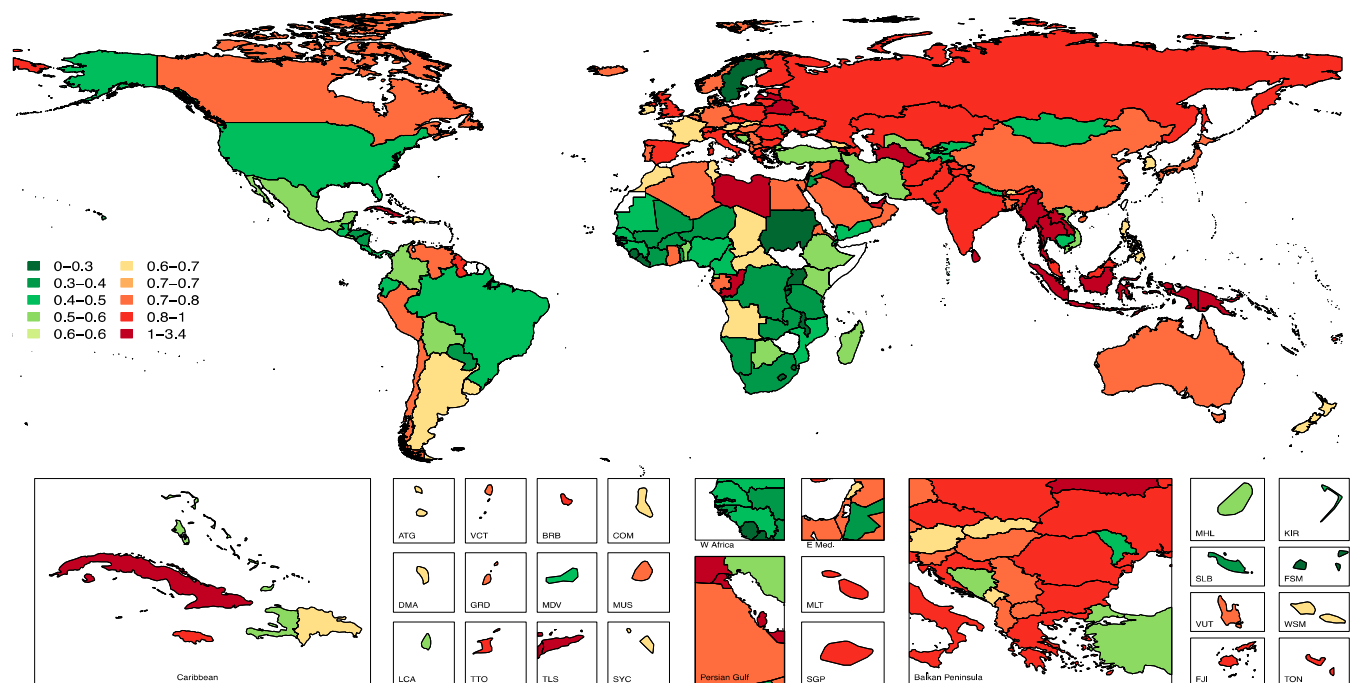 0–0.3
0.3–0.4
0.4–0.5
0.5–0.6
0.6–0.6
0.6–0.7
0.7–0.7
0.7–0.8
0.8–1
1–3.4
Caribbean
ATG
VCT
BRB
COM
DMA
GRD
MDV
MUS
LCA
TTO
TLS
SYC
W Africa
E Med.
Persian Gulf
MLT
SGP
Balkan Peninsula
MHL
KIR
SLB
FSM
VUT
WSM
FJI
TON